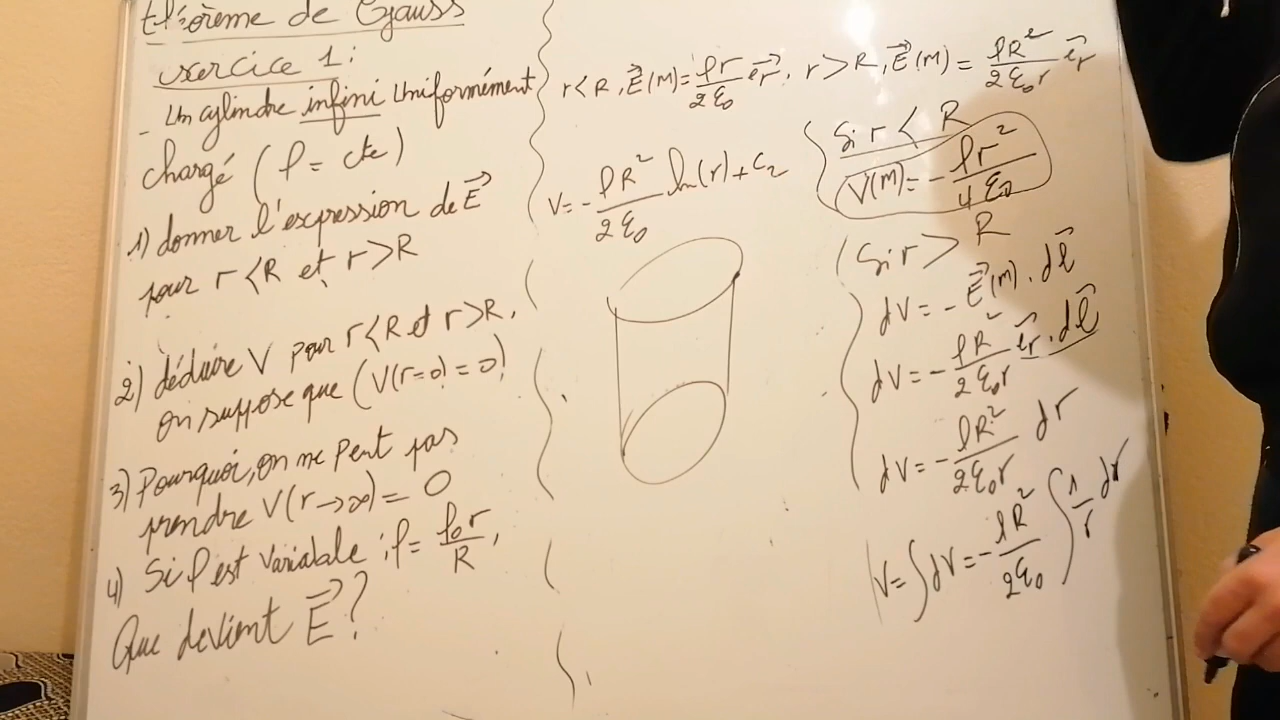 théorème de Gauss
exercice 1:
- Un cylindre infini Uniformément
chargé (ρ = cte)
1) donner l'expression de E⃗
pour r<R et r>R
2) déduire V pour r<R et r>R,
on suppose que (V(r=0)=0)
3) Pourquoi, on ne peut pas
prendre V(r→∞) = 0
4) Si ρ est variable ; ρ = ρ₀r/R,
Que devient E⃗ ?
r<R, E⃗(M) = ρr/2ε₀ e⃗r, r>R, E⃗(M) = ρR²/2ε₀r e⃗r
V = - ρR²/2ε₀ ln(r) + C₂
Si r < R
V(M) = - ρr²/4ε₀
Si r > R
dV = - E⃗(M) . dl⃗
dV = - ρR²/2ε₀r e⃗r . dl⃗
dV = - ρR²/2ε₀r dr
V = ∫dV = - ρR²/2ε₀ ∫ 1/r dr